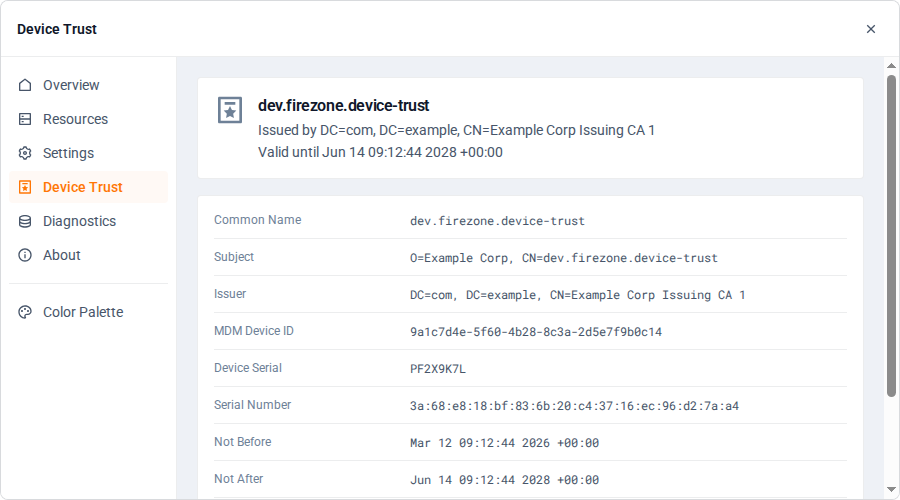 Device Trust
Overview
Resources
Settings
Device Trust
Diagnostics
About
Color Palette
dev.firezone.device-trust
Issued by DC=com, DC=example, CN=Example Corp Issuing CA 1
Valid until Jun 14 09:12:44 2028 +00:00
Common Name dev.firezone.device-trust
Subject O=Example Corp, CN=dev.firezone.device-trust
Issuer DC=com, DC=example, CN=Example Corp Issuing CA 1
MDM Device ID 9a1c7d4e-5f60-4b28-8c3a-2d5e7f9b0c14
Device Serial PF2X9K7L
Serial Number 3a:68:e8:18:bf:83:6b:20:c4:37:16:ec:96:d2:7a:a4
Not Before Mar 12 09:12:44 2026 +00:00
Not After Jun 14 09:12:44 2028 +00:00